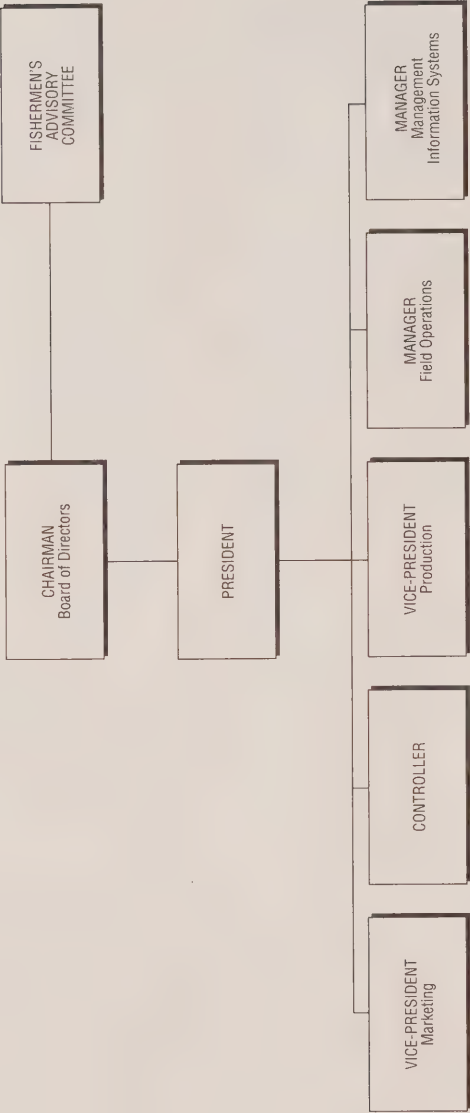 FISHERMEN'S
ADVISORY
COMMITTEE
CHAIRMAN
Board of Directors
PRESIDENT
VICE-PRESIDENT
Marketing
CONTROLLER
VICE-PRESIDENT
Production
MANAGER
Field Operations
MANAGER
Management
Information Systems